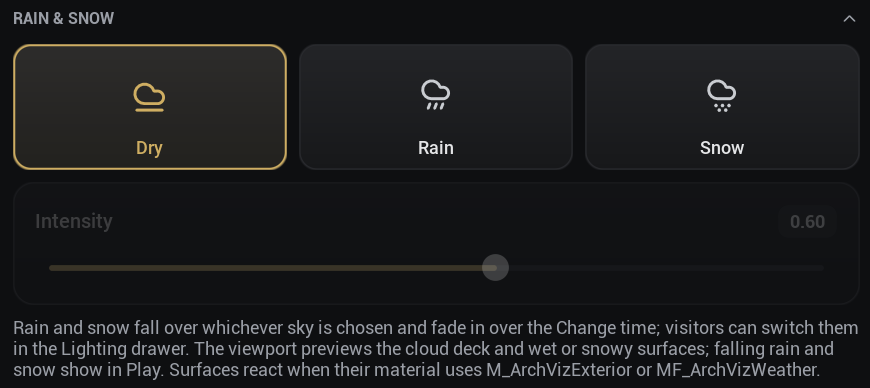 RAIN & SNOW
Dry
Rain
Snow
Intensity
0.60
Rain and snow fall over whichever sky is chosen and fade in over the Change time; visitors can switch them
in the Lighting drawer. The viewport previews the cloud deck and wet or snowy surfaces; falling rain and
snow show in Play. Surfaces react when their material uses M_ArchVizExterior or MF_ArchVizWeather.